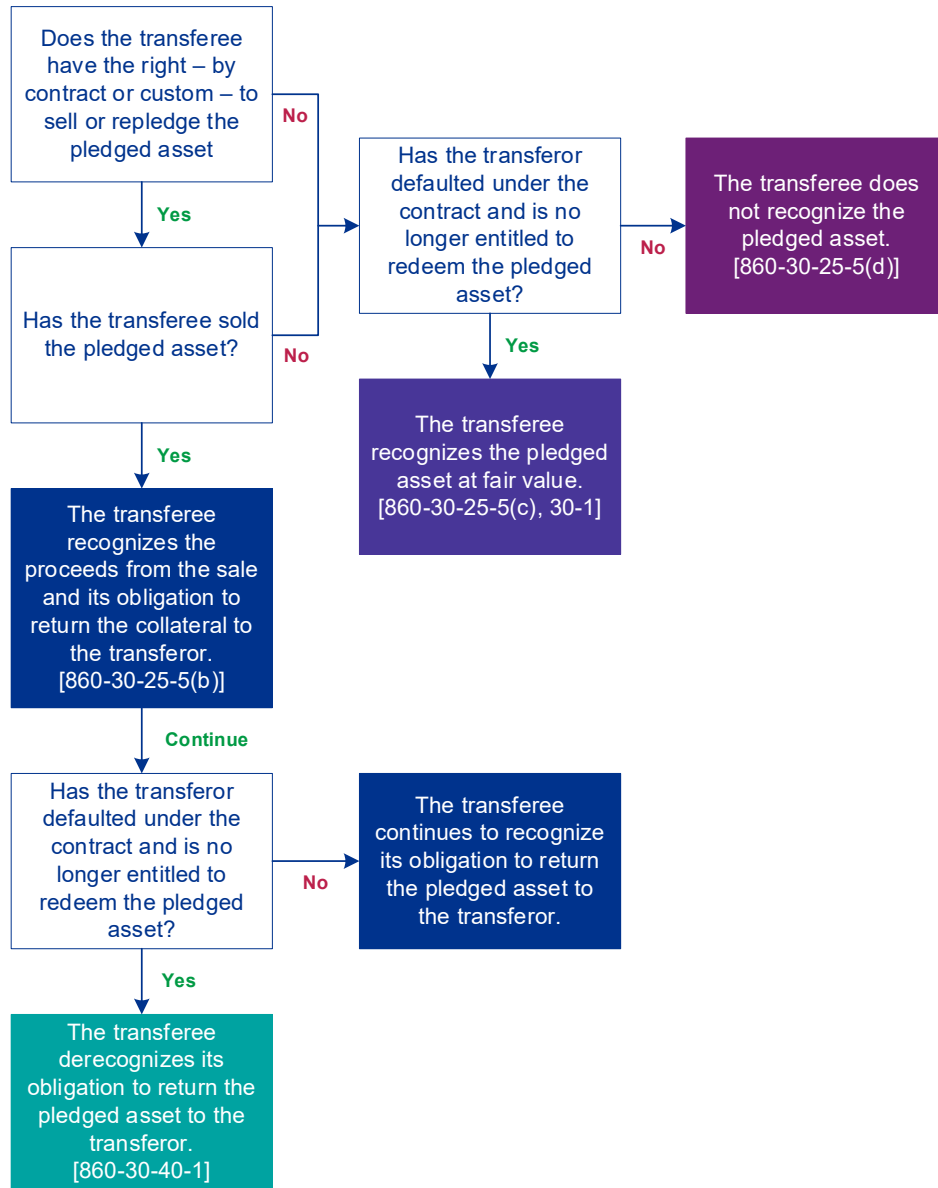 Does the transferee
have the right – by
contract or custom – to
sell or repledge the
pledged asset
No
Yes
Has the transferor
defaulted under the
contract and is no
longer entitled to
redeem the pledged
asset?
No
The transferee does
not recognize the
pledged asset.
[860-30-25-5(d)]
Has the transferee sold
the pledged asset?
No
Yes
The transferee
recognizes the pledged
asset at fair value.
[860-30-25-5(c), 30-1]
Yes
The transferee
recognizes the
proceeds from the sale
and its obligation to
return the collateral to
the transferor.
[860-30-25-5(b)]
Continue
Has the transferor
defaulted under the
contract and is no
longer entitled to
redeem the pledged
asset?
No
The transferee
continues to recognize
its obligation to return
the pledged asset to
the transferor.
Yes
The transferee
derecognizes its
obligation to return the
pledged asset to the
transferor.
[860-30-40-1]